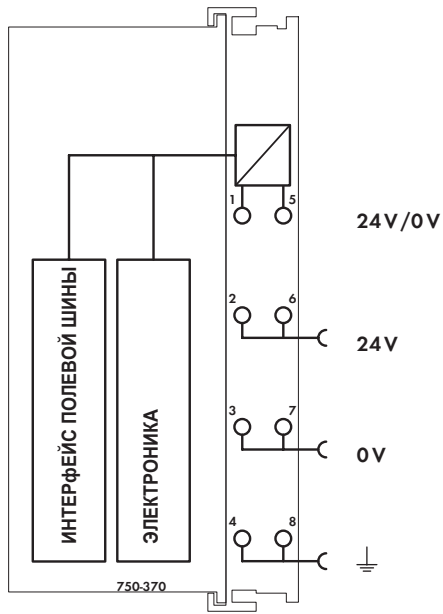 1 5
24V/0V
2 6
24V
3 7
0V
4 8
ИНТЕРфЕЙС ПОЛЕВОЙ ШИНЫ
ЭЛЕКТРОНИКА
750-370